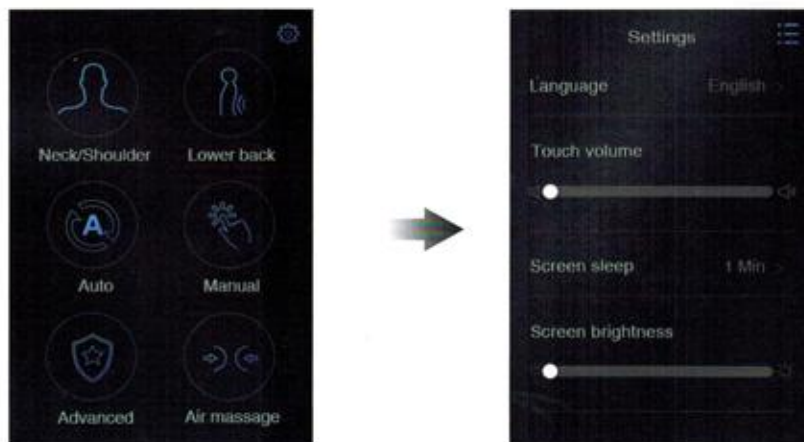 Neck/Shoulder
Lower back
A
Auto
Manual
Advanced
Air massage
Settings
Language English
Touch volume
Screen sleep 1 Min
Screen brightness